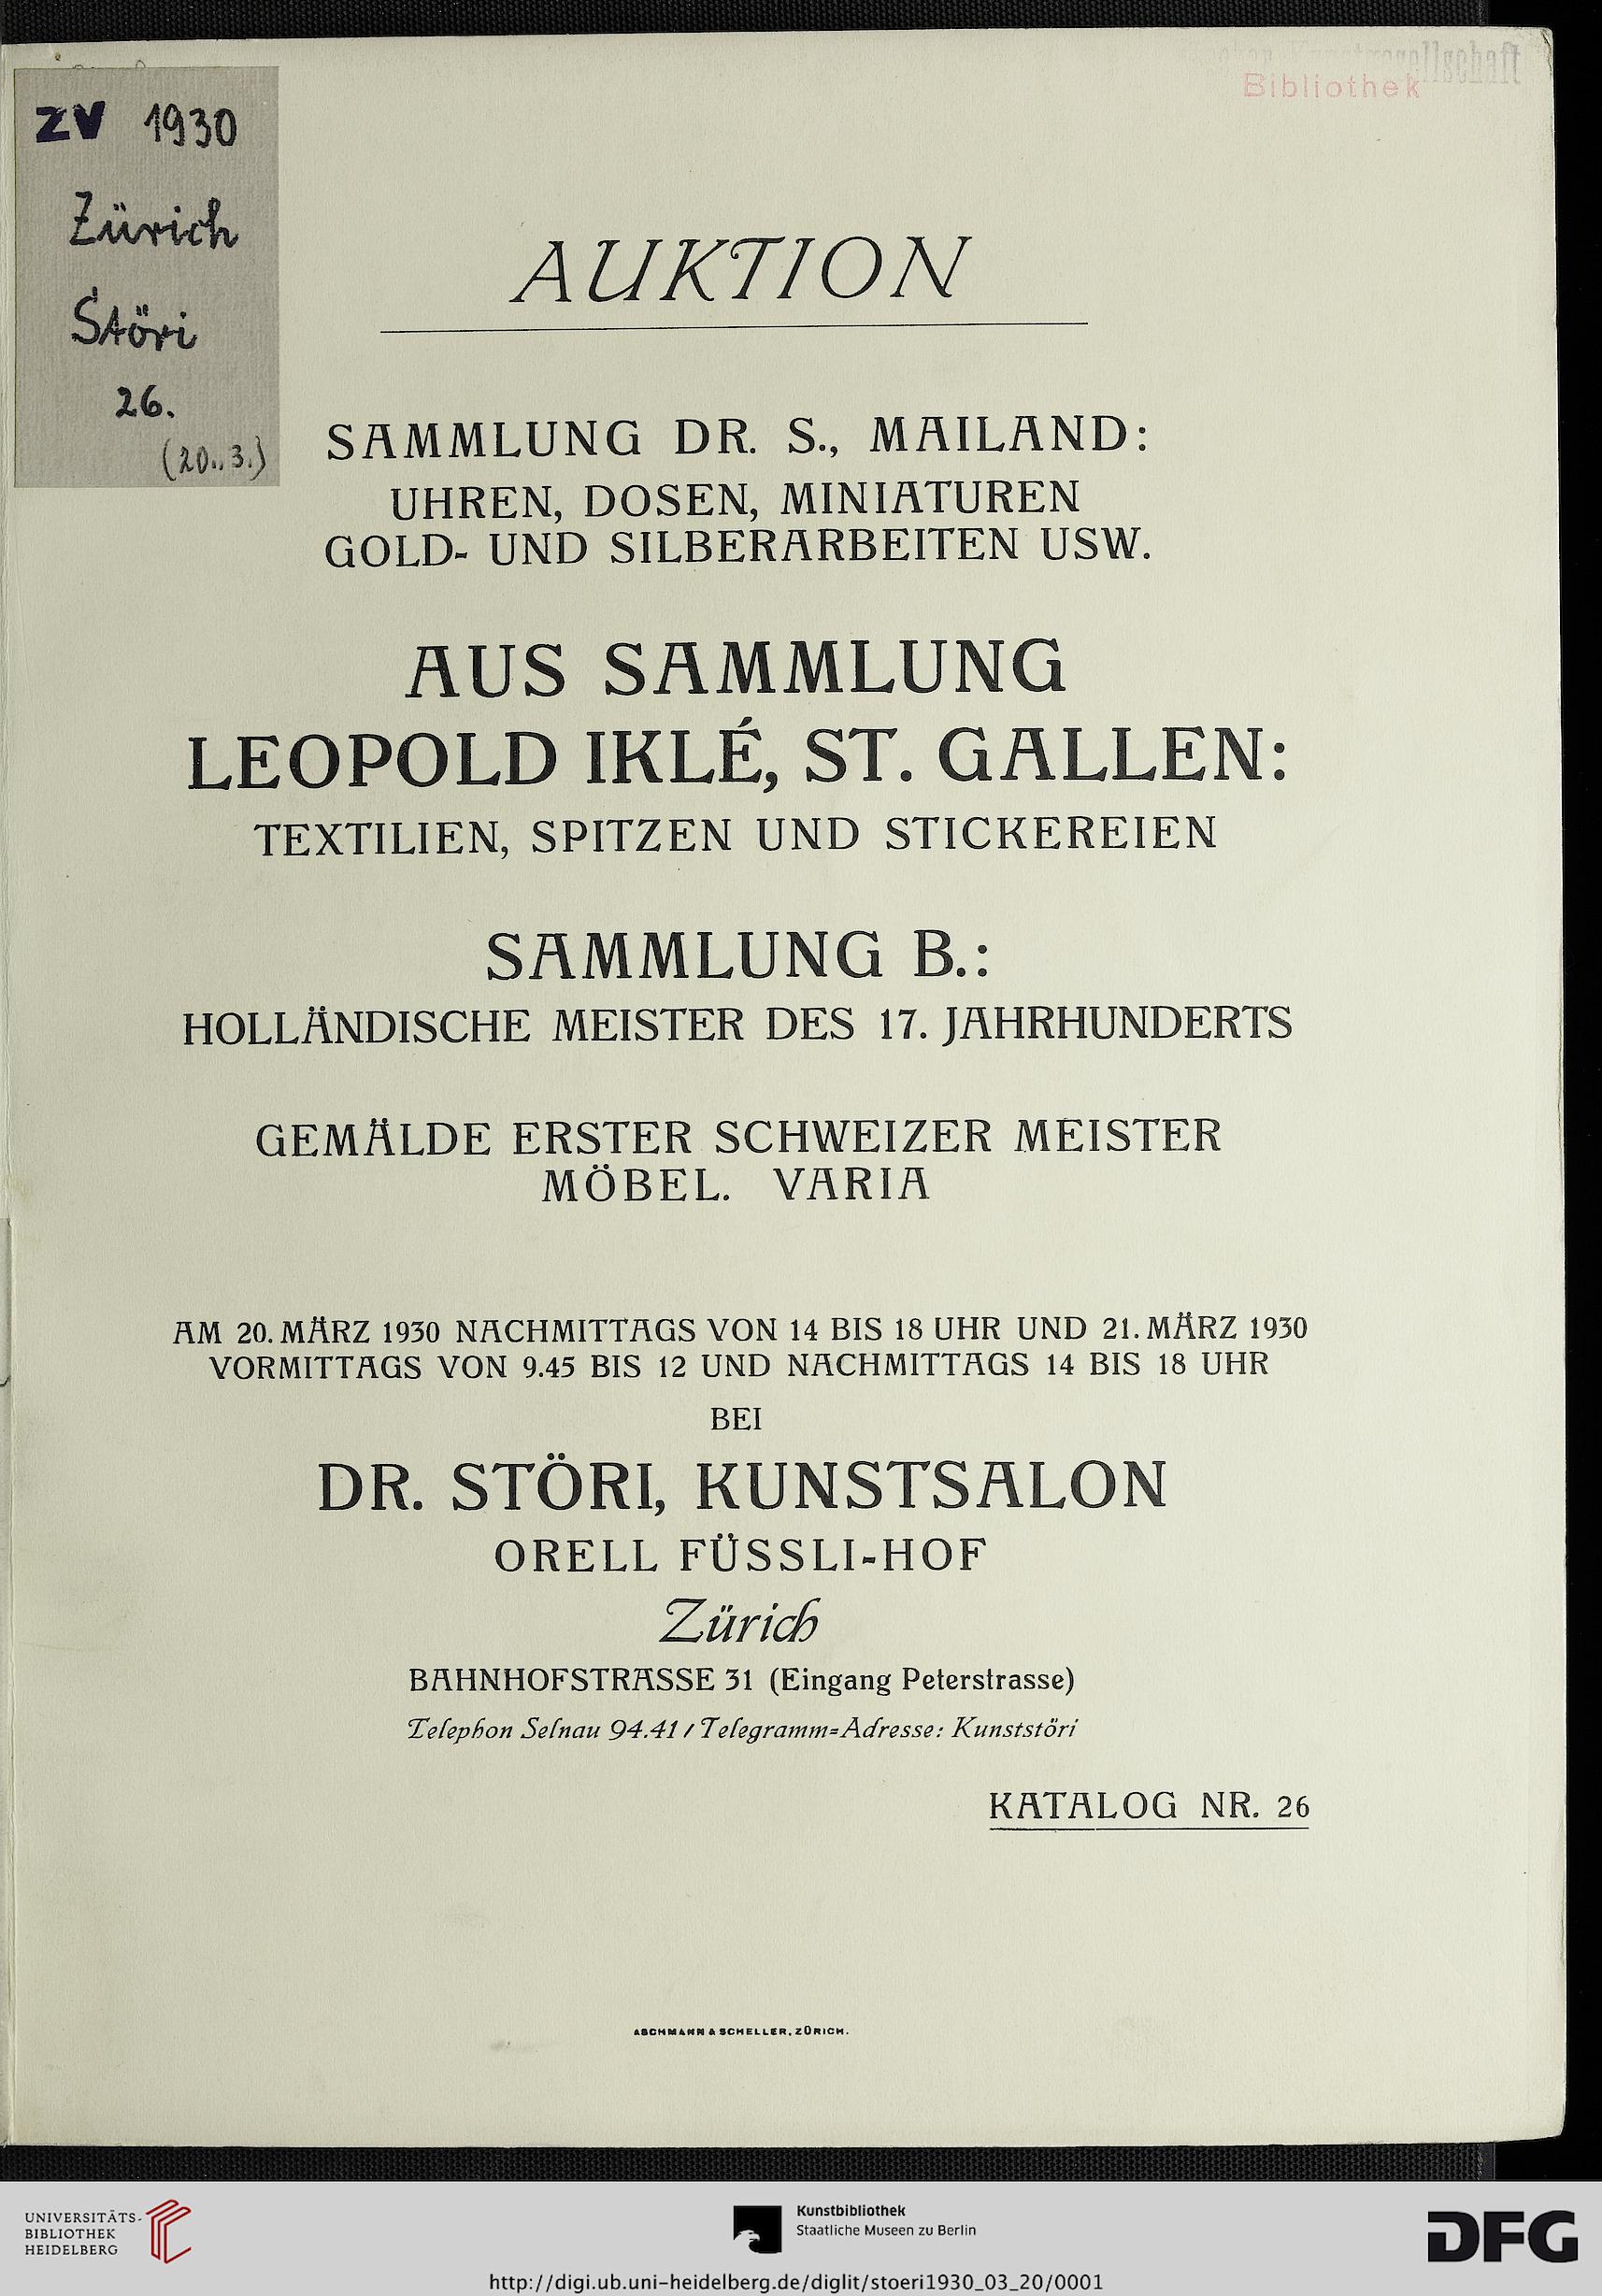 Bibliothek
ZV 1930
Zürich
Störi
26.
(20., 3.)
AUKTION
SAMMLUNG DR. S., MAILAND:
UHREN, DOSEN, MINIATUREN
GOLD- UND SILBERARBEITEN USW.
AUS SAMMLUNG
LEOPOLD IKLÉ, ST. GALLEN:
TEXTILIEN, SPITZEN UND STICKEREIEN
SAMMLUNG B.:
HOLLÄNDISCHE MEISTER DES 17. JAHRHUNDERTS
GEMÄLDE ERSTER SCHWEIZER MEISTER
MÖBEL. VARIA
AM 20. MÄRZ 1930 NACHMITTAGS VON 14 BIS 18 UHR UND 21. MÄRZ 1930
VORMITTAGS VON 9.45 BIS 12 UND NACHMITTAGS 14 BIS 18 UHR
BEI
DR. STÖRI, KUNSTSALON
ORELL FÜSSLI-HOF
Zürich
BAHNHOFSTRASSE 31 (Eingang Peterstrasse)
Telephon Selnau 94.41 / Telegramm=Adresse: Kunststöri
KATALOG NR. 26
ASCHMANN & SCHELLER, ZÜRICH.
UNIVERSITÄTS-
BIBLIOTHEK
HEIDELBERG
Kunstbibliothek
Staatliche Museen zu Berlin
DFG
http://digi.ub.uni-heidelberg.de/diglit/stoeri1930_03_20/0001